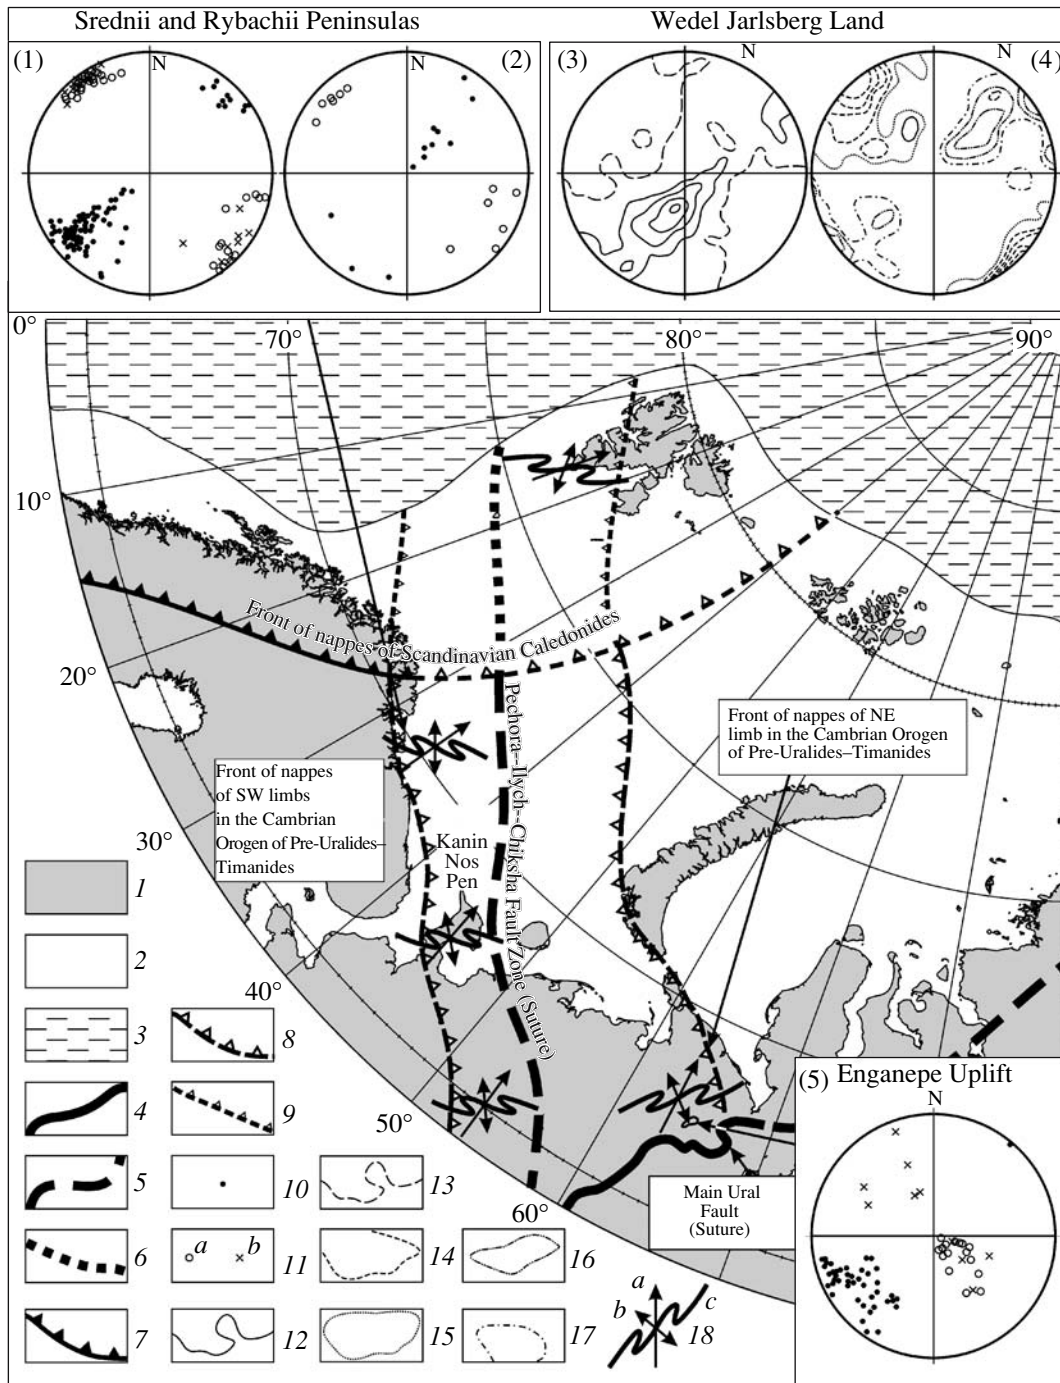 Srednii and Rybachii Peninsulas
Wedel Jarlsberg Land
(1)
N
(2)
(3)
N
N
(4)
0°
70°
80°
90°
10°
20°
30°
40°
50°
60°
Front of nappes of Scandinavian Caledonides
Pechora--Ilych--Chiksha Fault Zone (Suture)
Front of nappes of NE
limb in the Cambrian Orogen
of Pre-Uralides–Timanides
Front of nappes
of SW limbs
in the Cambrian
Orogen of Pre-Uralides–
Timanides
Kanin
Nos
Pen
1
2
3
8
4
9
5
10
13
6
a
b
11
14
16
7
12
15
17
a
b
c
18
Main Ural
Fault
(Suture)
(5) Enganepe Uplift
N